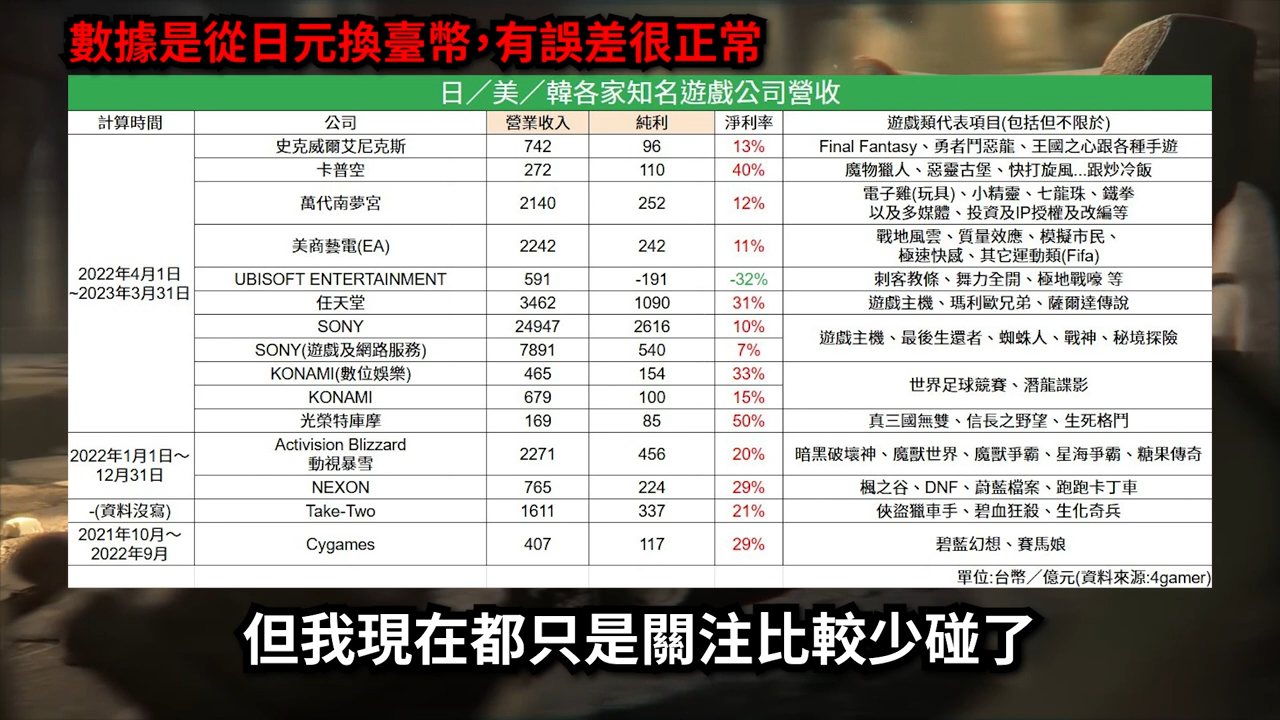 數據是從日元換臺幣，有誤差很正常
日／美／韓各家知名遊戲公司營收
計算時間 公司 營業收入 純利 淨利率 遊戲類代表項目(包括但不限於)
2022年4月1日
~2023年3月31日
史克威爾艾尼克斯 742 96 13% Final Fantasy、勇者鬥惡龍、王國之心跟各種手遊
卡普空 272 110 40% 魔物獵人、惡靈古堡、快打旋風...跟炒冷飯
萬代南夢宮 2140 252 12% 電子雞(玩具)、小精靈、七龍珠、鐵拳
以及多媒體、投資及IP授權及改編等
美商藝電(EA) 2242 242 11% 戰地風雲、質量效應、模擬市民、
極速快感、其它運動類(Fifa)
UBISOFT ENTERTAINMENT 591 -191 -32% 刺客教條、舞力全開、極地戰嚎 等
任天堂 3462 1090 31% 遊戲主機、瑪利歐兄弟、薩爾達傳說
SONY 24947 2616 10% 遊戲主機、最後生還者、蜘蛛人、戰神、秘境探險
SONY(遊戲及網路服務) 7891 540 7%
KONAMI(數位娛樂) 465 154 33% 世界足球競賽、潛龍諜影
KONAMI 679 100 15%
光榮特庫摩 169 85 50% 真三國無雙、信長之野望、生死格鬥
2022年1月1日～
12月31日
Activision Blizzard
動視暴雪 2271 456 20% 暗黑破壞神、魔獸世界、魔獸爭霸、星海爭霸、糖果傳奇
NEXON 765 224 29% 楓之谷、DNF、蔚藍檔案、跑跑卡丁車
-(資料沒寫) Take-Two 1611 337 21% 俠盜獵車手、碧血狂殺、生化奇兵
2021年10月～
2022年9月
Cygames 407 117 29% 碧藍幻想、賽馬娘
單位:台幣／億元(資料來源:4gamer)
但我現在都只是關注比較少碰了